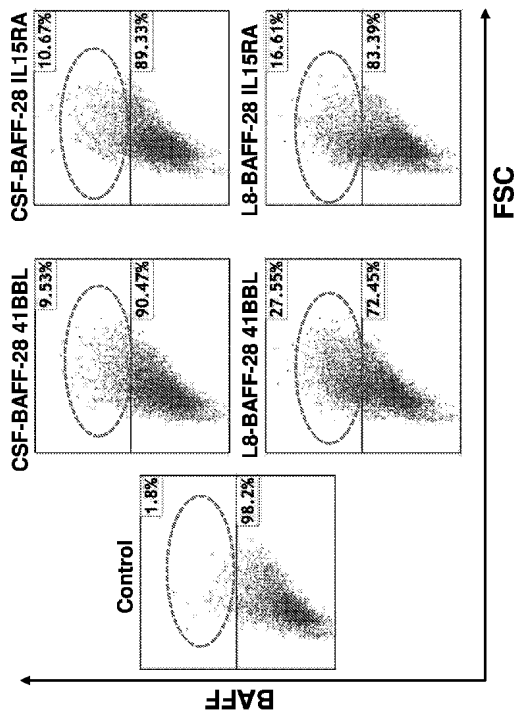 Control
1.8%
98.2%
CSF-BAFF-28 41BBL
9.53%
90.47%
CSF-BAFF-28 IL15RA
10.67%
89.33%
L8-BAFF-28 41BBL
27.55%
72.45%
L8-BAFF-28 IL15RA
16.61%
83.39%
BAFF
FSC